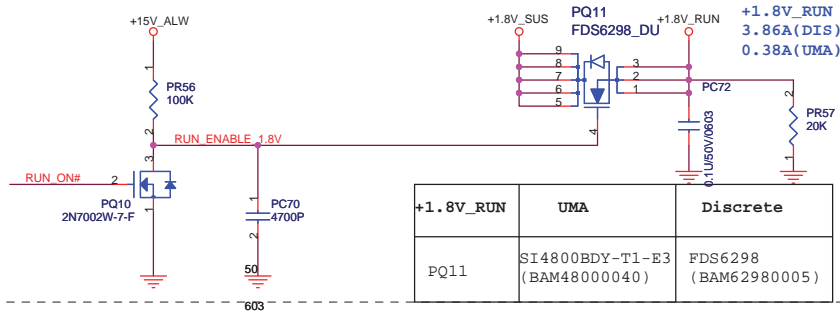 +15V_ALW
+1.8V_SUS
PQ11
FDS6298_DU
+1.8V_RUN
+1.8V_RUN
3.86A(DIS)
0.38A(UMA)
1
PR56
100K
2
9
8
7
6
5
3
2
1
4
PC72
0.1U/50V/0603
2
PR57
20K
1
RUN_ENABLE_1.8V
3
RUN_ON#
2
PQ10
2N7002W-7-F
1
1
PC70
4700P
2
50
603
+1.8V_RUN UMA Discrete
PQ11 SI4800BDY-T1-E3 FDS6298
(BAM48000040) (BAM62980005)